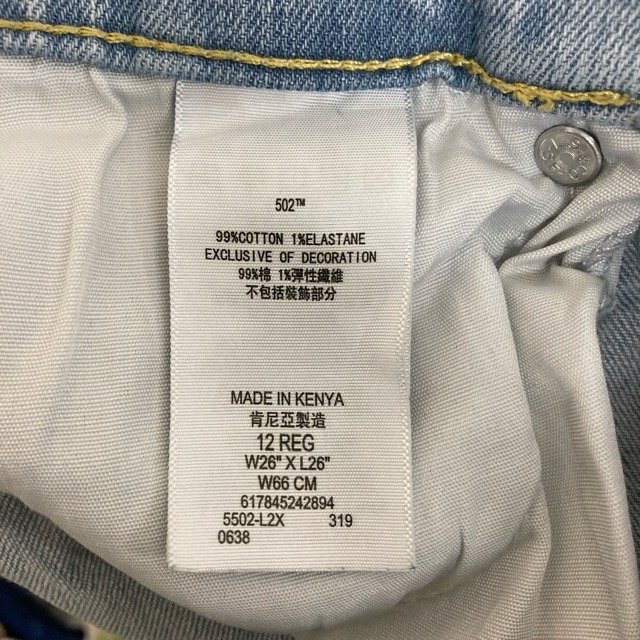 502™
99%COTTON 1%ELASTANE
EXCLUSIVE OF DECORATION
99%棉 1%彈性纖維
不包括裝飾部分
MADE IN KENYA
肯尼亞製造
12 REG
W26" X L26"
W66 CM
617845242894
5502-L2X 319
0638